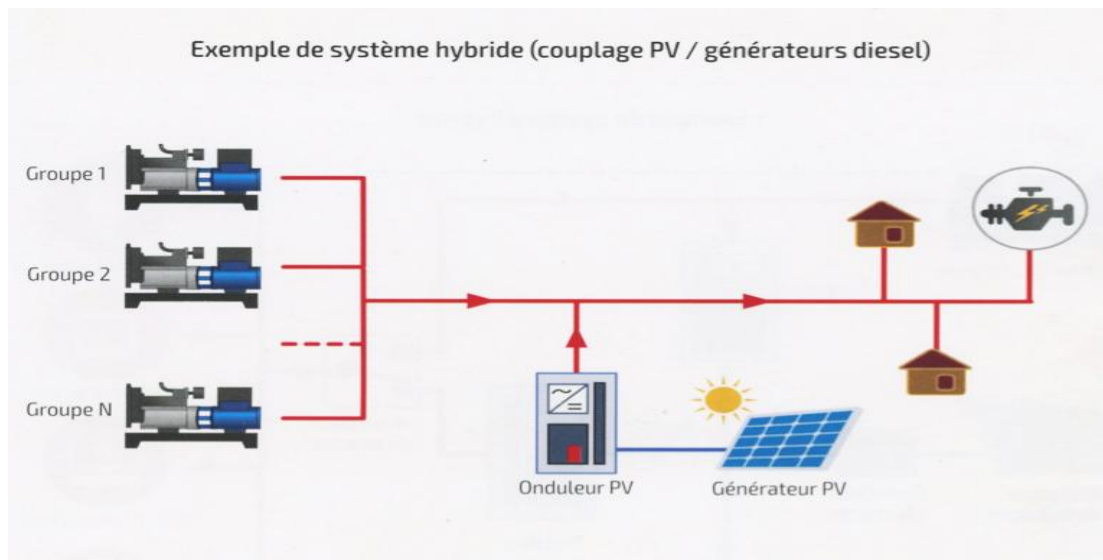 Exemple de système hybride (couplage PV / générateurs diesel)
Groupe 1
Groupe 2
Groupe N
Onduleur PV
Générateur PV